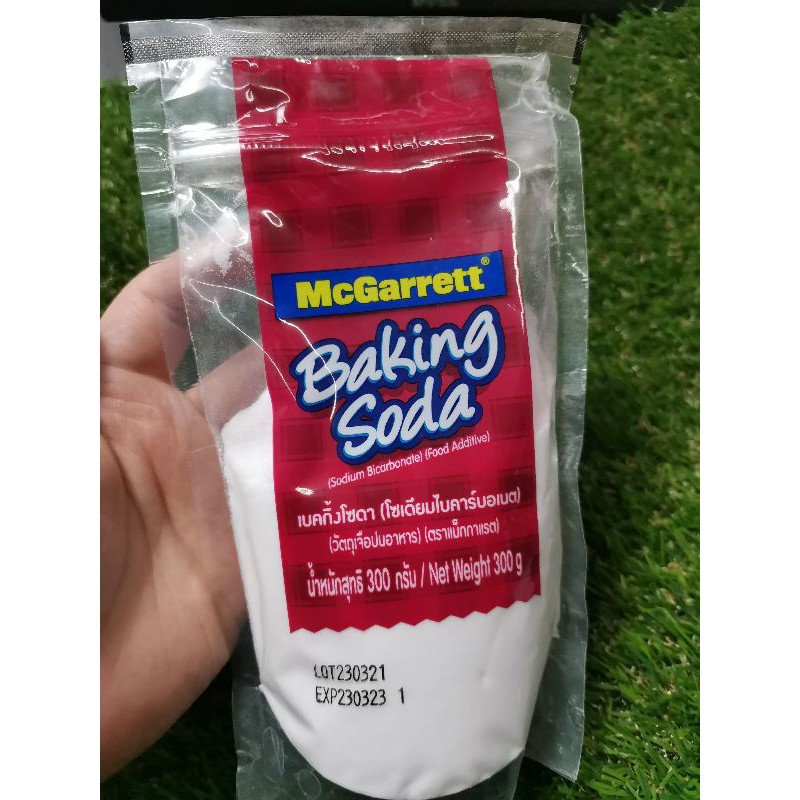 McGarrett®
Baking
Soda
(Sodium Bicarbonate) (Food Additive)
เบคกิ้งโซดา (โซเดียมไบคาร์บอเนต)
(วัตถุเจือปนอาหาร) (ตราแม็กกาแรต)
น้ำหนักสุทธิ 300 กรัม / Net Weight 300 g
LOT230321
EXP230323 1